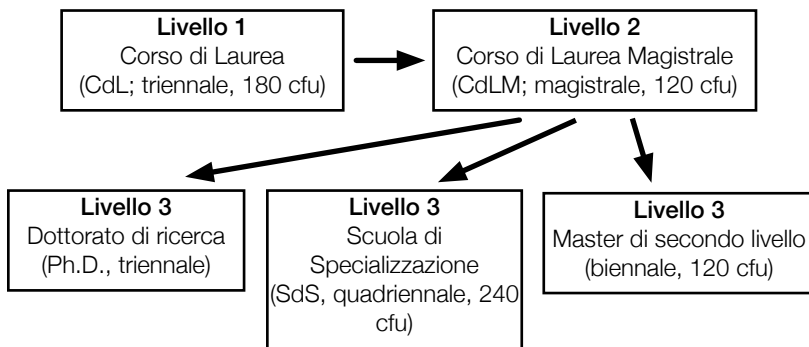 Livello 1
Corso di Laurea
(CdL; triennale, 180 cfu)
Livello 2
Corso di Laurea Magistrale
(CdLM; magistrale, 120 cfu)
Livello 3
Dottorato di ricerca
(Ph.D., triennale)
Livello 3
Scuola di
Specializzazione
(SdS, quadriennale, 240
cfu)
Livello 3
Master di secondo livello
(biennale, 120 cfu)